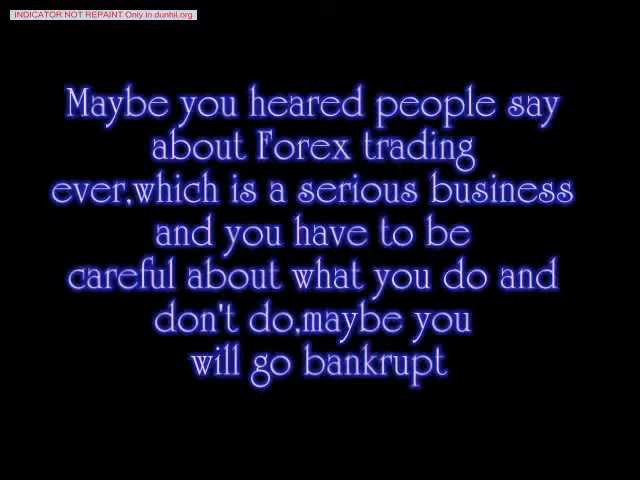 INDICATOR NOT REPAINT Only in dunhil.org
Maybe you heared people say
about Forex trading
ever,which is a serious business
and you have to be
careful about what you do and
don't do,maybe you
will go bankrupt